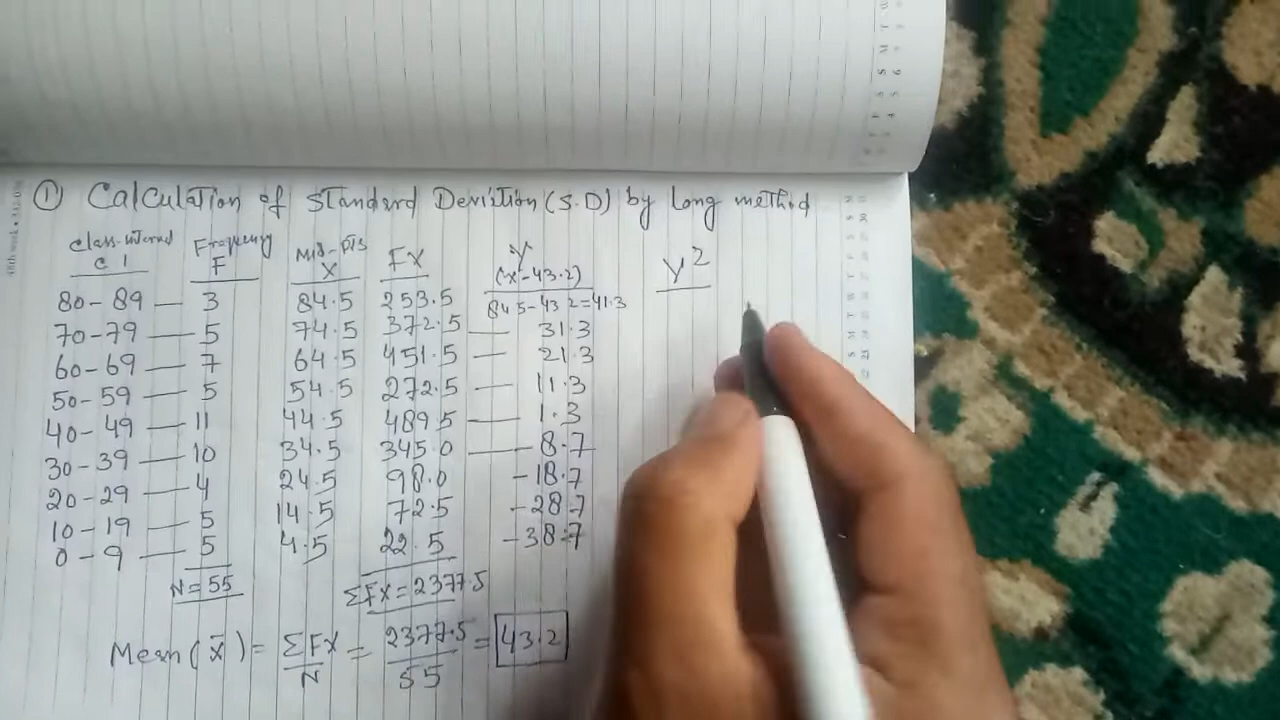 ① Calculation of Standard Deviation (S.D) by Long method
Class-interval Frequency Mid-pts FX y
C I F X (x-43.2) Y²
80-89 — 3 84.5 253.5 84.5-43.2=41.3
70-79 — 5 74.5 372.5 — 31.3
60-69 — 7 64.5 451.5 — 21.3
50-59 — 5 54.5 272.5 — 11.3
40-49 — 11 44.5 489.5 — 1.3
30-39 — 10 34.5 345.0 — -8.7
20-29 — 4 24.5 98.0 -18.7
10-19 — 5 14.5 72.5 -28.7
0-9 — 5 4.5 22.5 -38.7
N=55 ΣFX=2377.5
Mean (x̄) = ΣFX/N = 2377.5/55 = 43.2